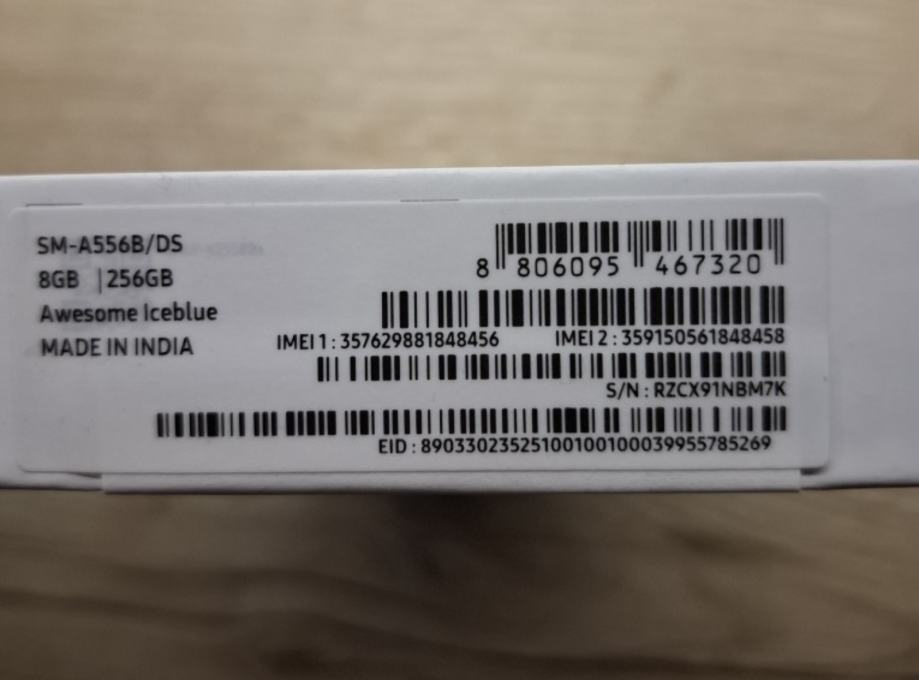 SM-A556B/DS
8GB | 256GB
Awesome Iceblue
MADE IN INDIA
8 806095 467320
IMEI 1 : 357629881848456 IMEI 2 : 359150561848458
S/N : RZCX91NBM7K
EID : 89033023525100100100039955785269